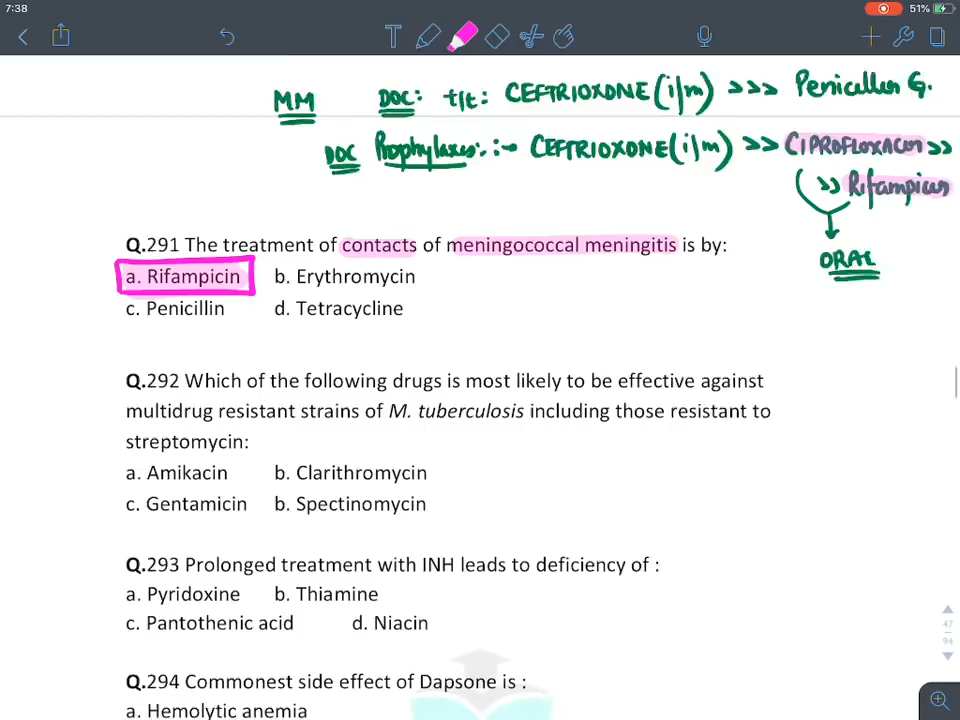 7:38
51%
MM DOC: t/t: CEFTRIOXONE (i/m) >>> Penicillin G.
DOC Prophylaxis: :- CEFTRIOXONE (i/m) >> CIPROFLOXACIN >>
>> Rifampicin
ORAL
Q.291 The treatment of contacts of meningococcal meningitis is by:
a. Rifampicin b. Erythromycin
c. Penicillin d. Tetracycline
Q.292 Which of the following drugs is most likely to be effective against
multidrug resistant strains of M. tuberculosis including those resistant to
streptomycin:
a. Amikacin b. Clarithromycin
c. Gentamicin b. Spectinomycin
Q.293 Prolonged treatment with INH leads to deficiency of :
a. Pyridoxine b. Thiamine
c. Pantothenic acid d. Niacin
47
94
Q.294 Commonest side effect of Dapsone is :
a. Hemolytic anemia